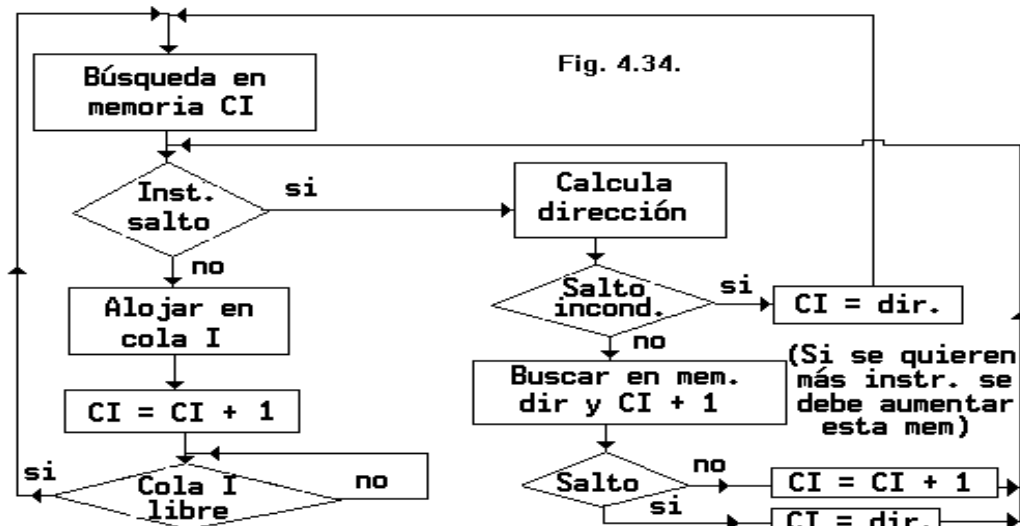 Fig. 4.34.
Búsqueda en
memoria CI
Inst.
salto
si
no
Alojar en
cola I
CI = CI + 1
Cola I
libre
si
no
Calcula
dirección
Salto
incond.
si
CI = dir.
no
Buscar en mem.
dir y CI + 1
(Si se quieren
más instr. se
debe aumentar
esta mem)
Salto
no
CI = CI + 1
si
CI = dir.